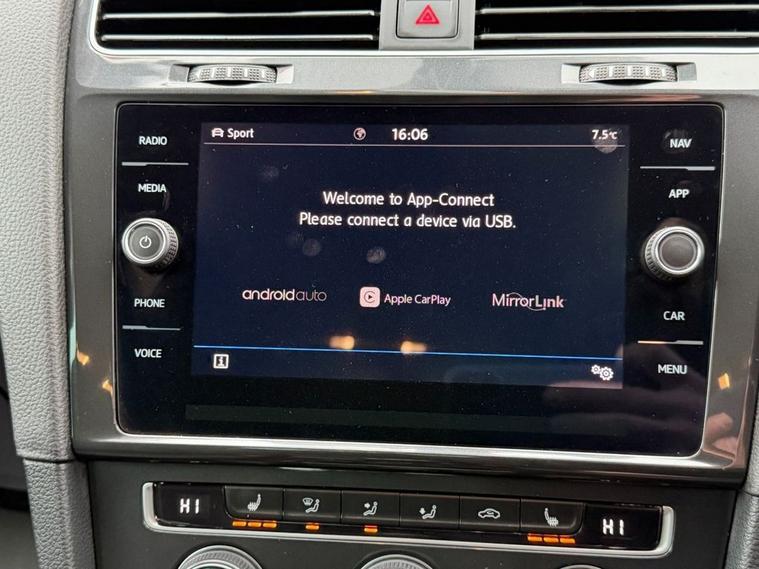 RADIO
MEDIA
PHONE
VOICE
Sport
16:06
7.5°C
Welcome to App-Connect
Please connect a device via USB.
androidauto
Apple CarPlay
MirrorLink
NAV
APP
CAR
MENU
HI
HI